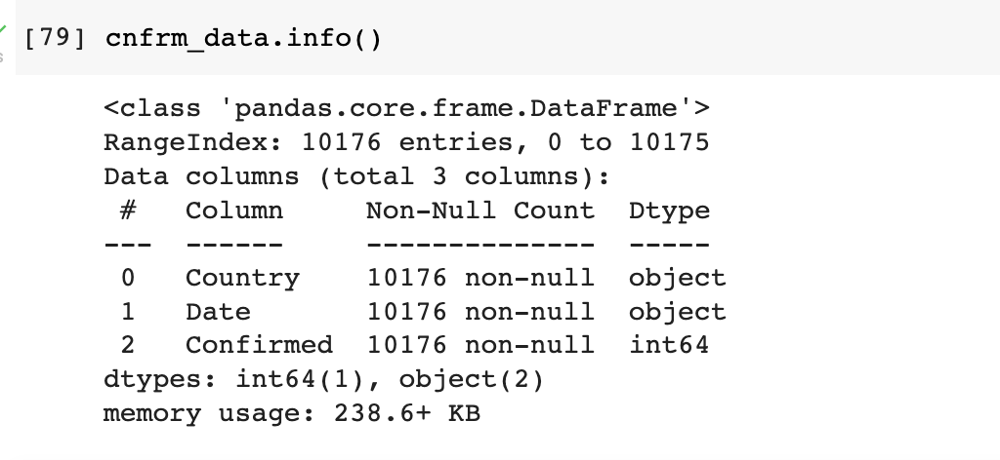 [79] cnfrm_data.info()
<class 'pandas.core.frame.DataFrame'>
RangeIndex: 10176 entries, 0 to 10175
Data columns (total 3 columns):
 #   Column     Non-Null Count  Dtype
---  ------     --------------  -----
 0   Country    10176 non-null  object
 1   Date       10176 non-null  object
 2   Confirmed  10176 non-null  int64
dtypes: int64(1), object(2)
memory usage: 238.6+ KB